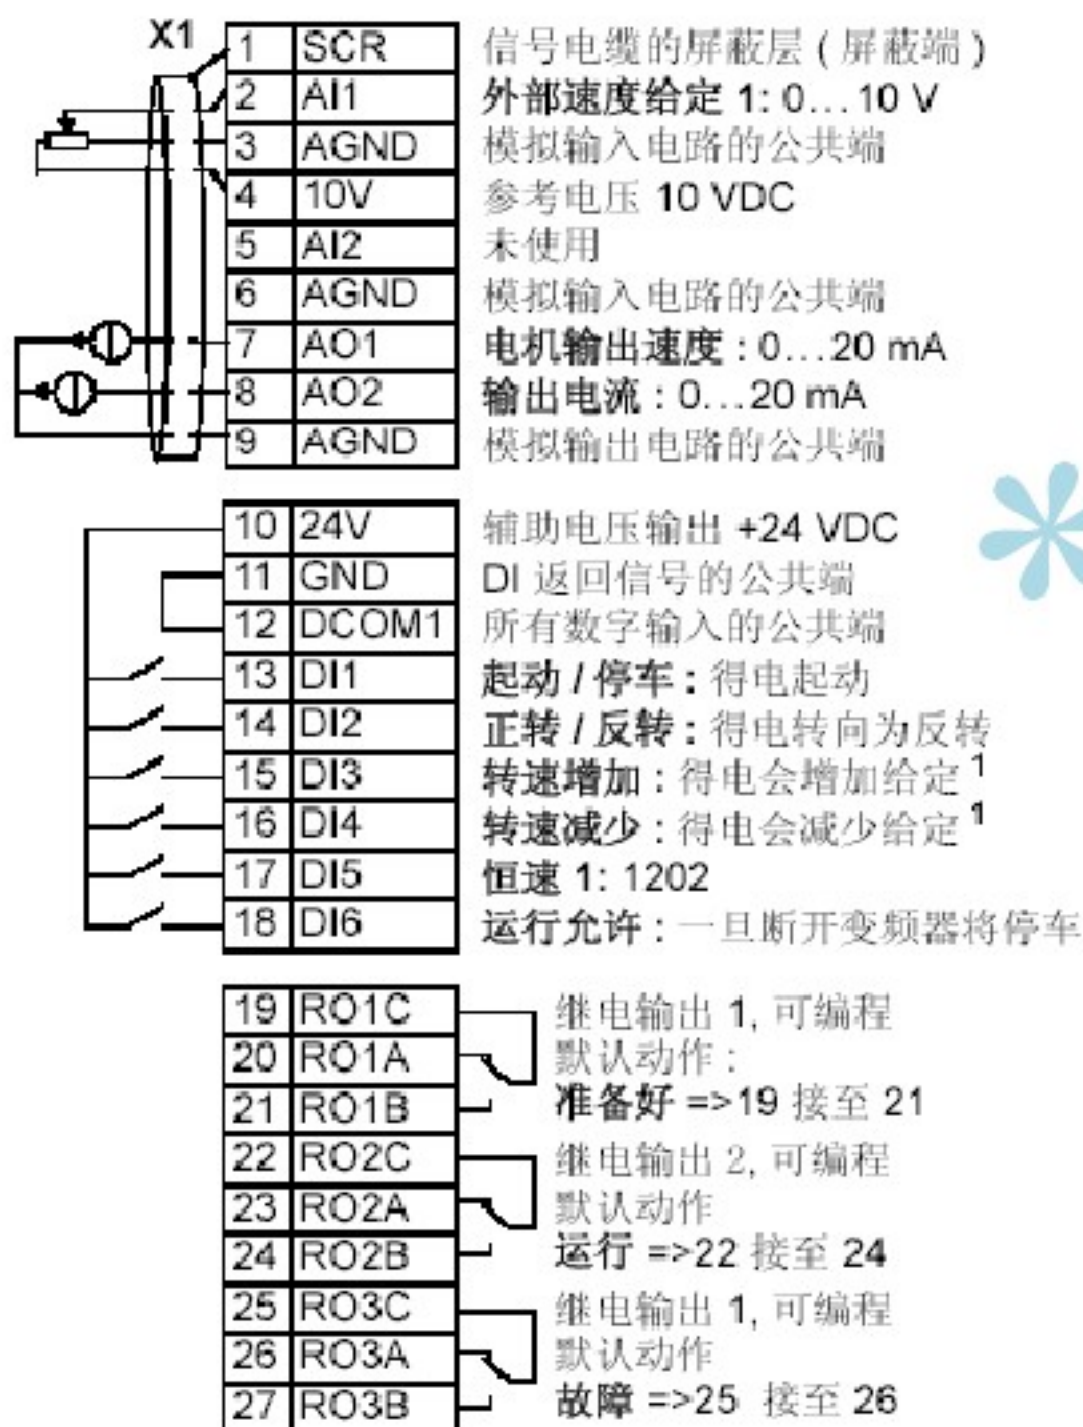 X1
1 SCR 信号电缆的屏蔽层 ( 屏蔽端 )
2 AI1 外部速度给定 1: 0…10 V
3 AGND 模拟输入电路的公共端
4 10V 参考电压 10 VDC
5 AI2 未使用
6 AGND 模拟输入电路的公共端
7 AO1 电机输出速度 : 0…20 mA
8 AO2 输出电流 : 0…20 mA
9 AGND 模拟输出电路的公共端
10 24V 辅助电压输出 +24 VDC
11 GND DI 返回信号的公共端
12 DCOM1 所有数字输入的公共端
13 DI1 起动 / 停车 : 得电起动
14 DI2 正转 / 反转 : 得电转向为反转
15 DI3 转速增加 : 得电会增加给定 1
16 DI4 转速减少 : 得电会减少给定 1
17 DI5 恒速 1: 1202
18 DI6 运行允许 : 一旦断开变频器将停车
19 RO1C 继电输出 1, 可编程
20 RO1A 默认动作 :
21 RO1B 准备好 =>19 接至 21
22 RO2C 继电输出 2, 可编程
23 RO2A 默认动作
24 RO2B 运行 =>22 接至 24
25 RO3C 继电输出 1, 可编程
26 RO3A 默认动作
27 RO3B 故障 =>25 接至 26